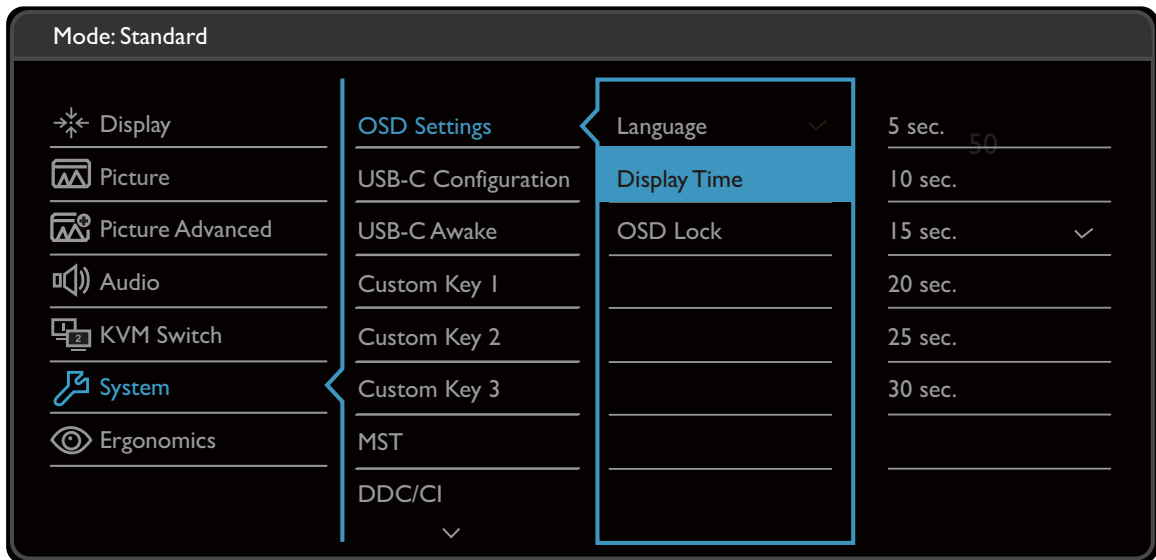 Mode: Standard
Display
Picture
Picture Advanced
Audio
KVM Switch
System
Ergonomics
OSD Settings
USB-C Configuration
USB-C Awake
Custom Key 1
Custom Key 2
Custom Key 3
MST
DDC/CI
Language
Display Time
OSD Lock
5 sec.
50
10 sec.
15 sec.
20 sec.
25 sec.
30 sec.